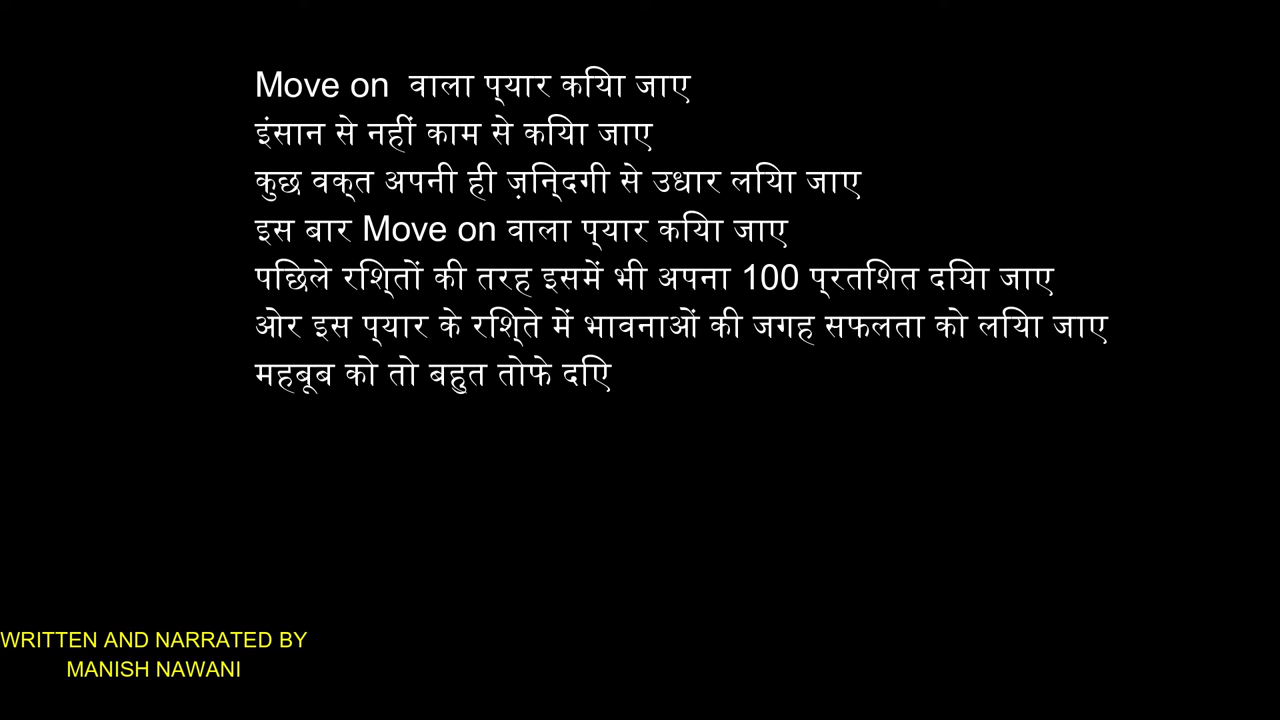 Move on वाला प्यार किया जाए
इंसान से नहीं काम से किया जाए
कुछ वक्त अपनी ही ज़िन्दगी से उधार लिया जाए
इस बार Move on वाला प्यार किया जाए
पिछले रिश्तों की तरह इसमें भी अपना 100 प्रतिशत दिया जाए
ओर इस प्यार के रिश्ते में भावनाओं की जगह सफलता को लिया जाए
महबूब को तो बहुत तोफे दिए
WRITTEN AND NARRATED BY
MANISH NAWANI